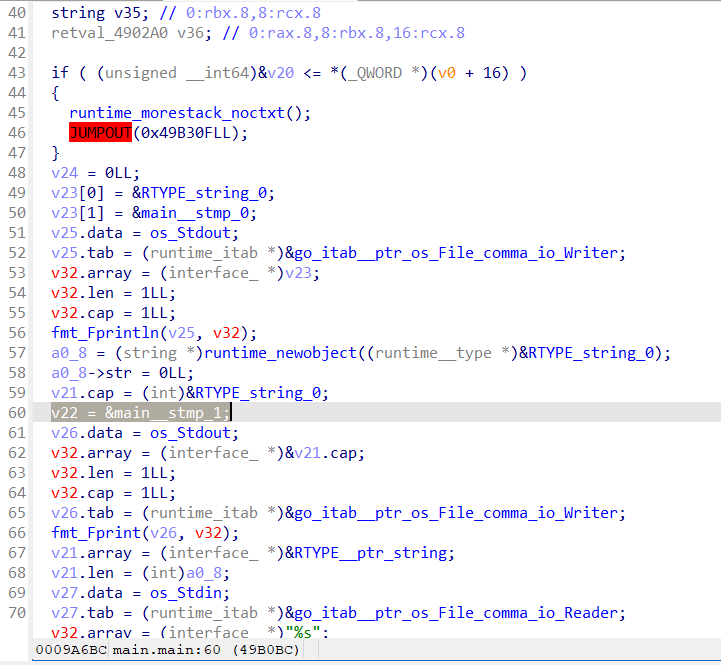 40 string v35; // 0:rbx.8,8:rcx.8
41 retval_4902A0 v36; // 0:rax.8,8:rbx.8,16:rcx.8
42
43 if ( (unsigned __int64)&v20 <= *(_QWORD *)(v0 + 16) )
44 {
45 runtime_morestack_noctxt();
46 JUMPOUT(0x49B30FLL);
47 }
48 v24 = 0LL;
49 v23[0] = &RTYPE_string_0;
50 v23[1] = &main__stmp_0;
51 v25.data = os_Stdout;
52 v25.tab = (runtime_itab *)&go_itab__ptr_os_File_comma_io_Writer;
53 v32.array = (interface_ *)v23;
54 v32.len = 1LL;
55 v32.cap = 1LL;
56 fmt_Fprintln(v25, v32);
57 a0_8 = (string *)runtime_newobject((runtime__type *)&RTYPE_string_0);
58 a0_8->str = 0LL;
59 v21.cap = (int)&RTYPE_string_0;
60 v22 = &main__stmp_1;
61 v26.data = os_Stdout;
62 v32.array = (interface_ *)&v21.cap;
63 v32.len = 1LL;
64 v32.cap = 1LL;
65 v26.tab = (runtime_itab *)&go_itab__ptr_os_File_comma_io_Writer;
66 fmt_Fprint(v26, v32);
67 v21.array = (interface_ *)&RTYPE__ptr_string;
68 v21.len = (int)a0_8;
69 v27.data = os_Stdin;
70 v27.tab = (runtime_itab *)&go_itab__ptr_os_File_comma_io_Reader;
v32.array = (interface_ *)"%s";
0009A6BC main.main:60 (49B0BC)